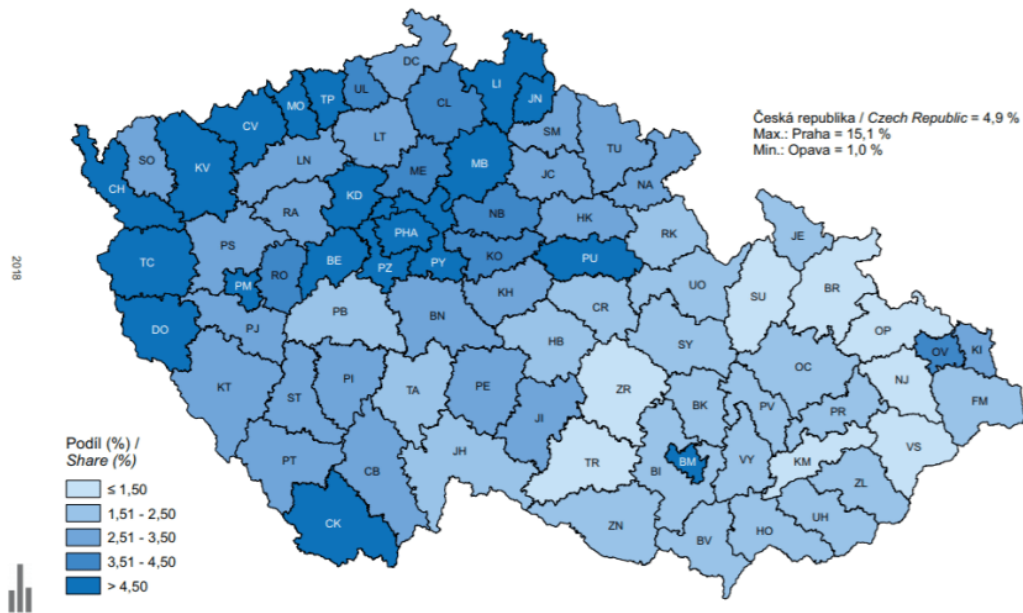 DC
LI
UL
TP
MO
JN
CL
CV
Česká republika / Czech Republic = 4,9 %
Max.: Praha = 15,1 %
Min.: Opava = 1,0 %
LT
SM
TU
SO
KV
LN
MB
CH
ME
JC
NA
KD
RA
NB
HK
PHA
RK
JE
PS
TC
2018
BE
PZ
PY
KO
PU
RO
PM
UO
SU
BR
KH
PB
BN
CR
PJ
DO
OP
OV
KI
HB
SY
OC
NJ
KT
ST
PI
TA
PE
ZR
FM
BK
PV
PR
JI
Podíl (%) /
Share (%)
≤ 1,50
1,51 - 2,50
2,51 - 3,50
3,51 - 4,50
> 4,50
PT
CB
JH
TR
BI
BM
VY
KM
VS
ZL
CK
ZN
BV
HO
UH